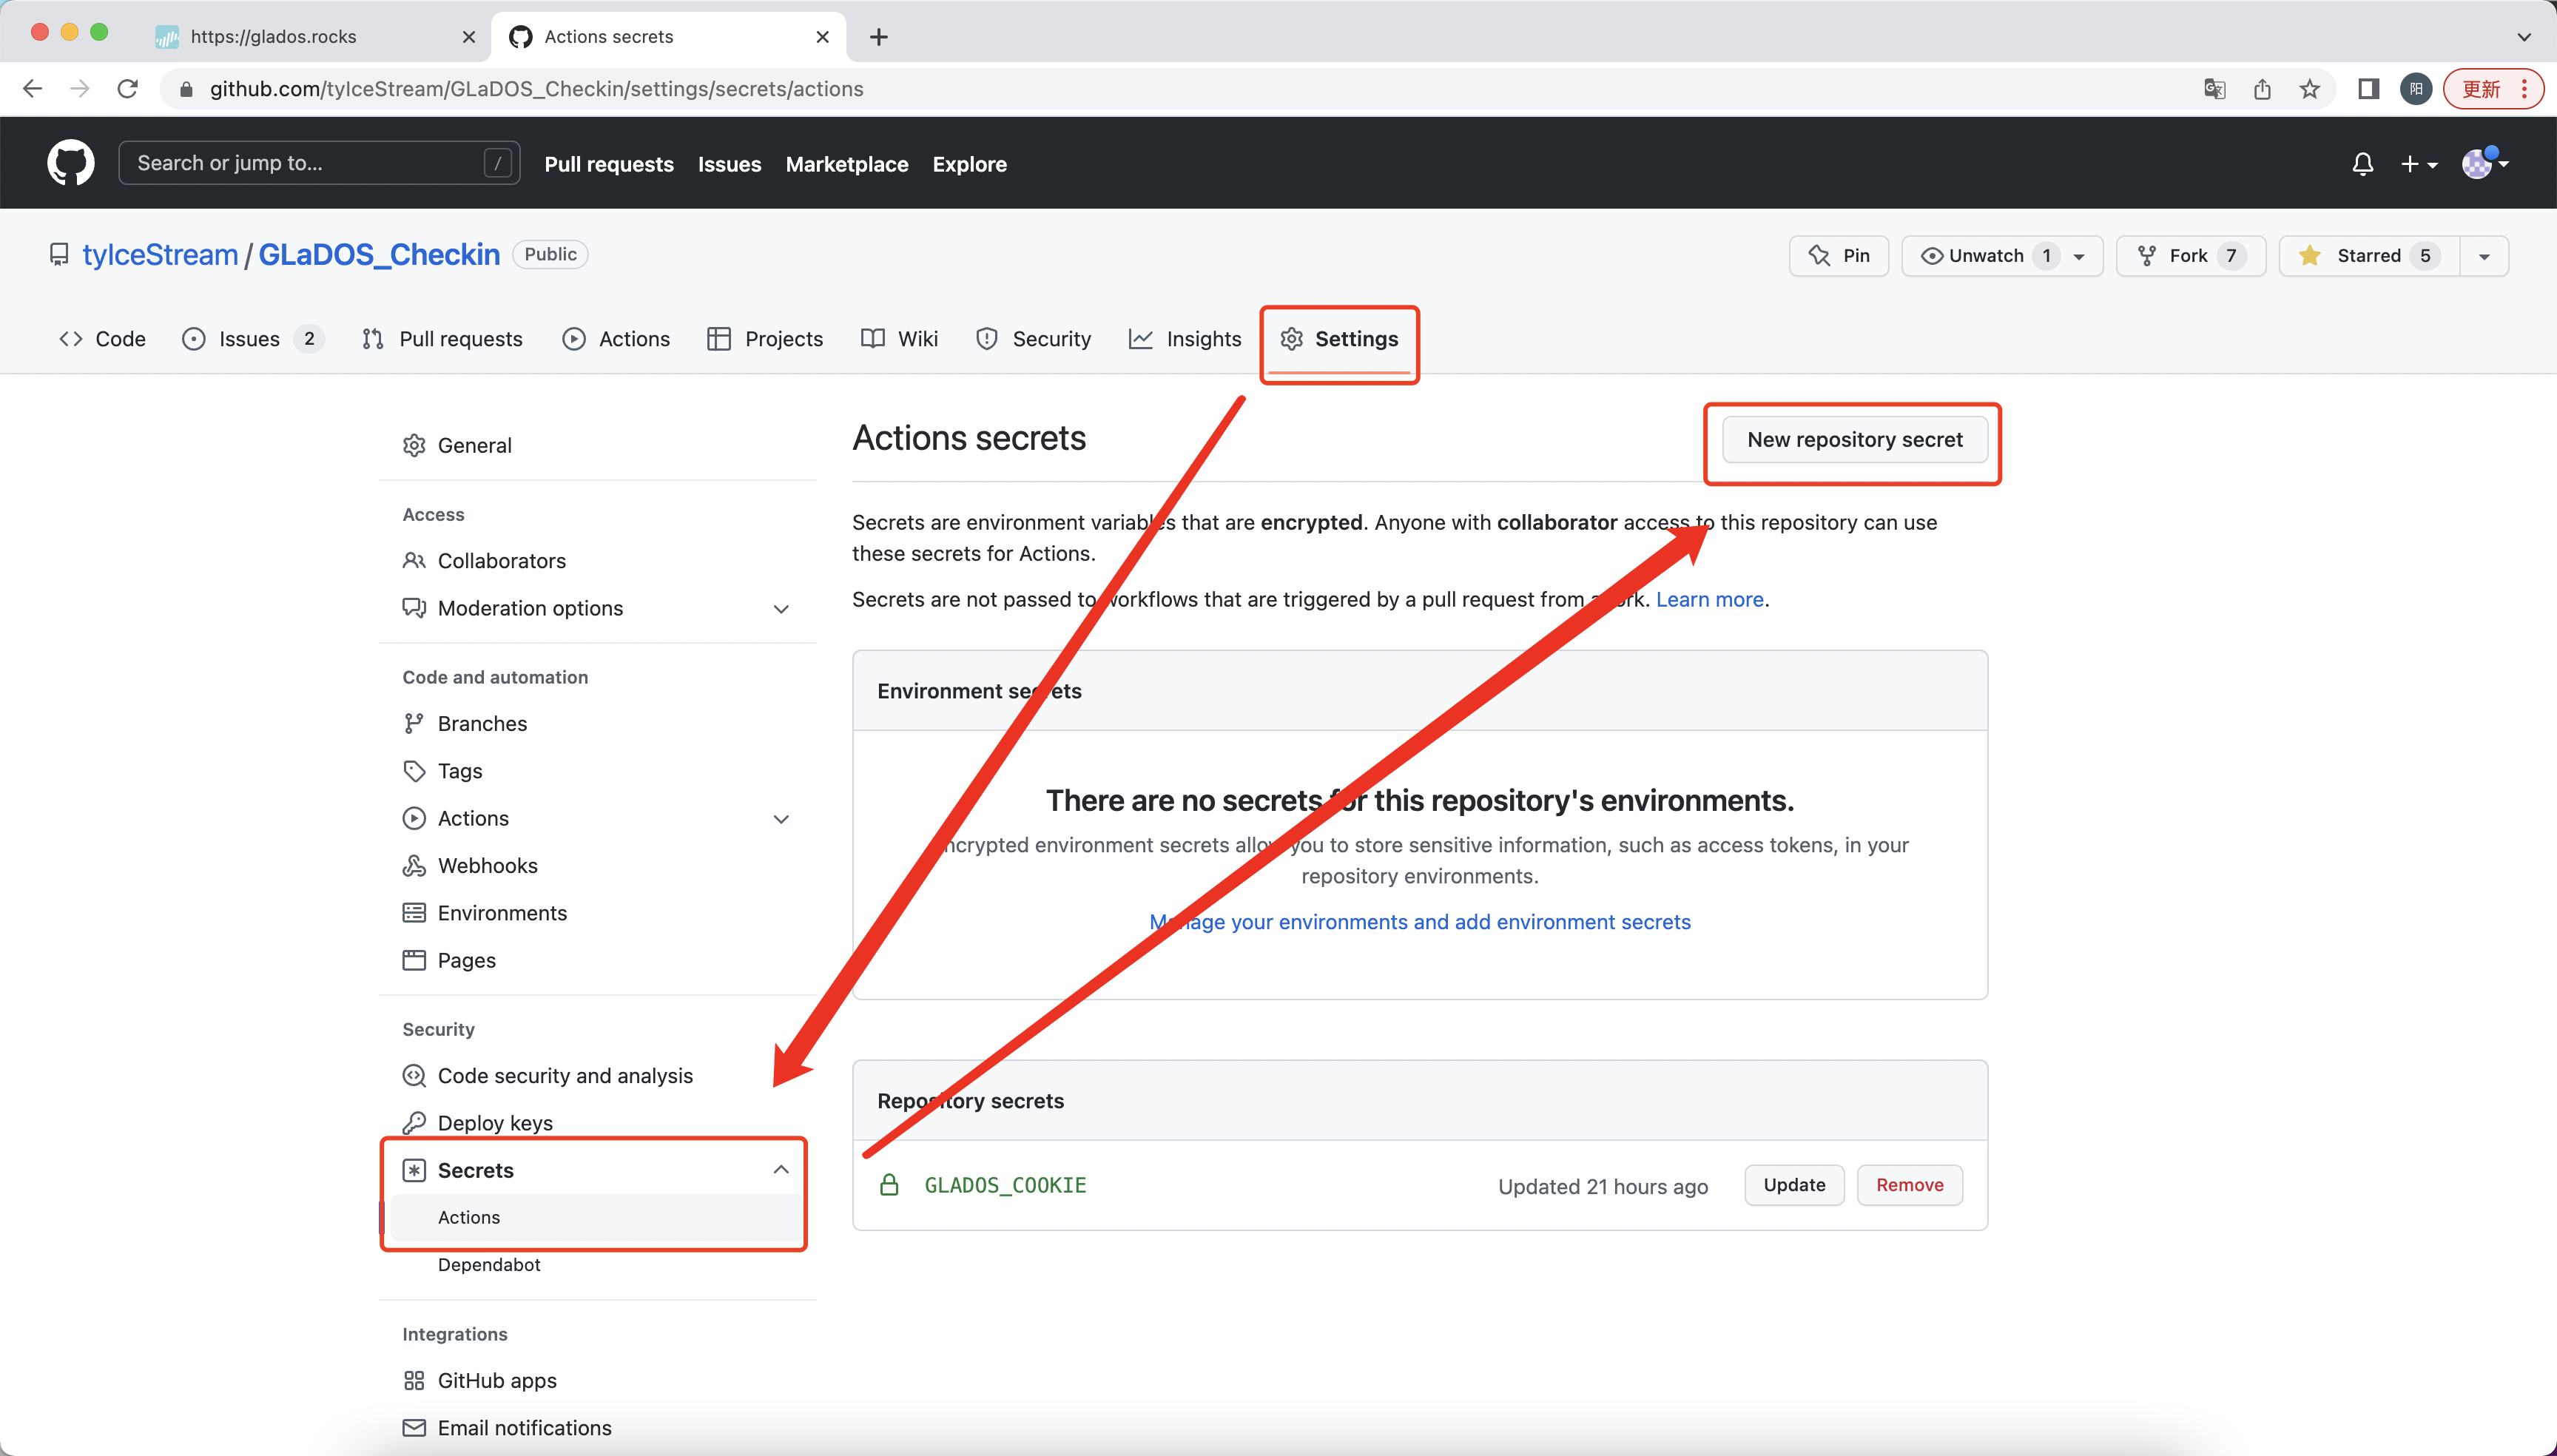 https://glados.rocks
Actions secrets
github.com/tyIceStream/GLaDOS_Checkin/settings/secrets/actions
阳
更新
Search or jump to...
/
Pull requests
Issues
Marketplace
Explore
tyIceStream / GLaDOS_Checkin
Public
Pin
Unwatch 1
Fork 7
Starred 5
Code
Issues 2
Pull requests
Actions
Projects
Wiki
Security
Insights
Settings
General
Access
Collaborators
Moderation options
Code and automation
Branches
Tags
Actions
Webhooks
Environments
Pages
Security
Code security and analysis
Deploy keys
Secrets
Actions
Dependabot
Integrations
GitHub apps
Email notifications
Actions secrets
New repository secret
Secrets are environment variables that are encrypted. Anyone with collaborator access to this repository can use
these secrets for Actions.
Secrets are not passed to workflows that are triggered by a pull request from a fork. Learn more.
Environment secrets
There are no secrets for this repository's environments.
Encrypted environment secrets allow you to store sensitive information, such as access tokens, in your
repository environments.
Manage your environments and add environment secrets
Repository secrets
GLADOS_COOKIE
Updated 21 hours ago
Update
Remove